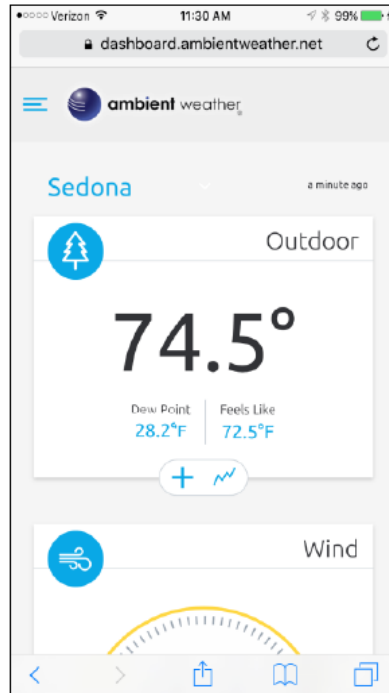 Verizon 11:30 AM 99%
dashboard.ambientweather.net
ambient weather
Sedona a minute ago
Outdoor
74.5°
Dew Point Feels Like
28.2°F 72.5°F
Wind